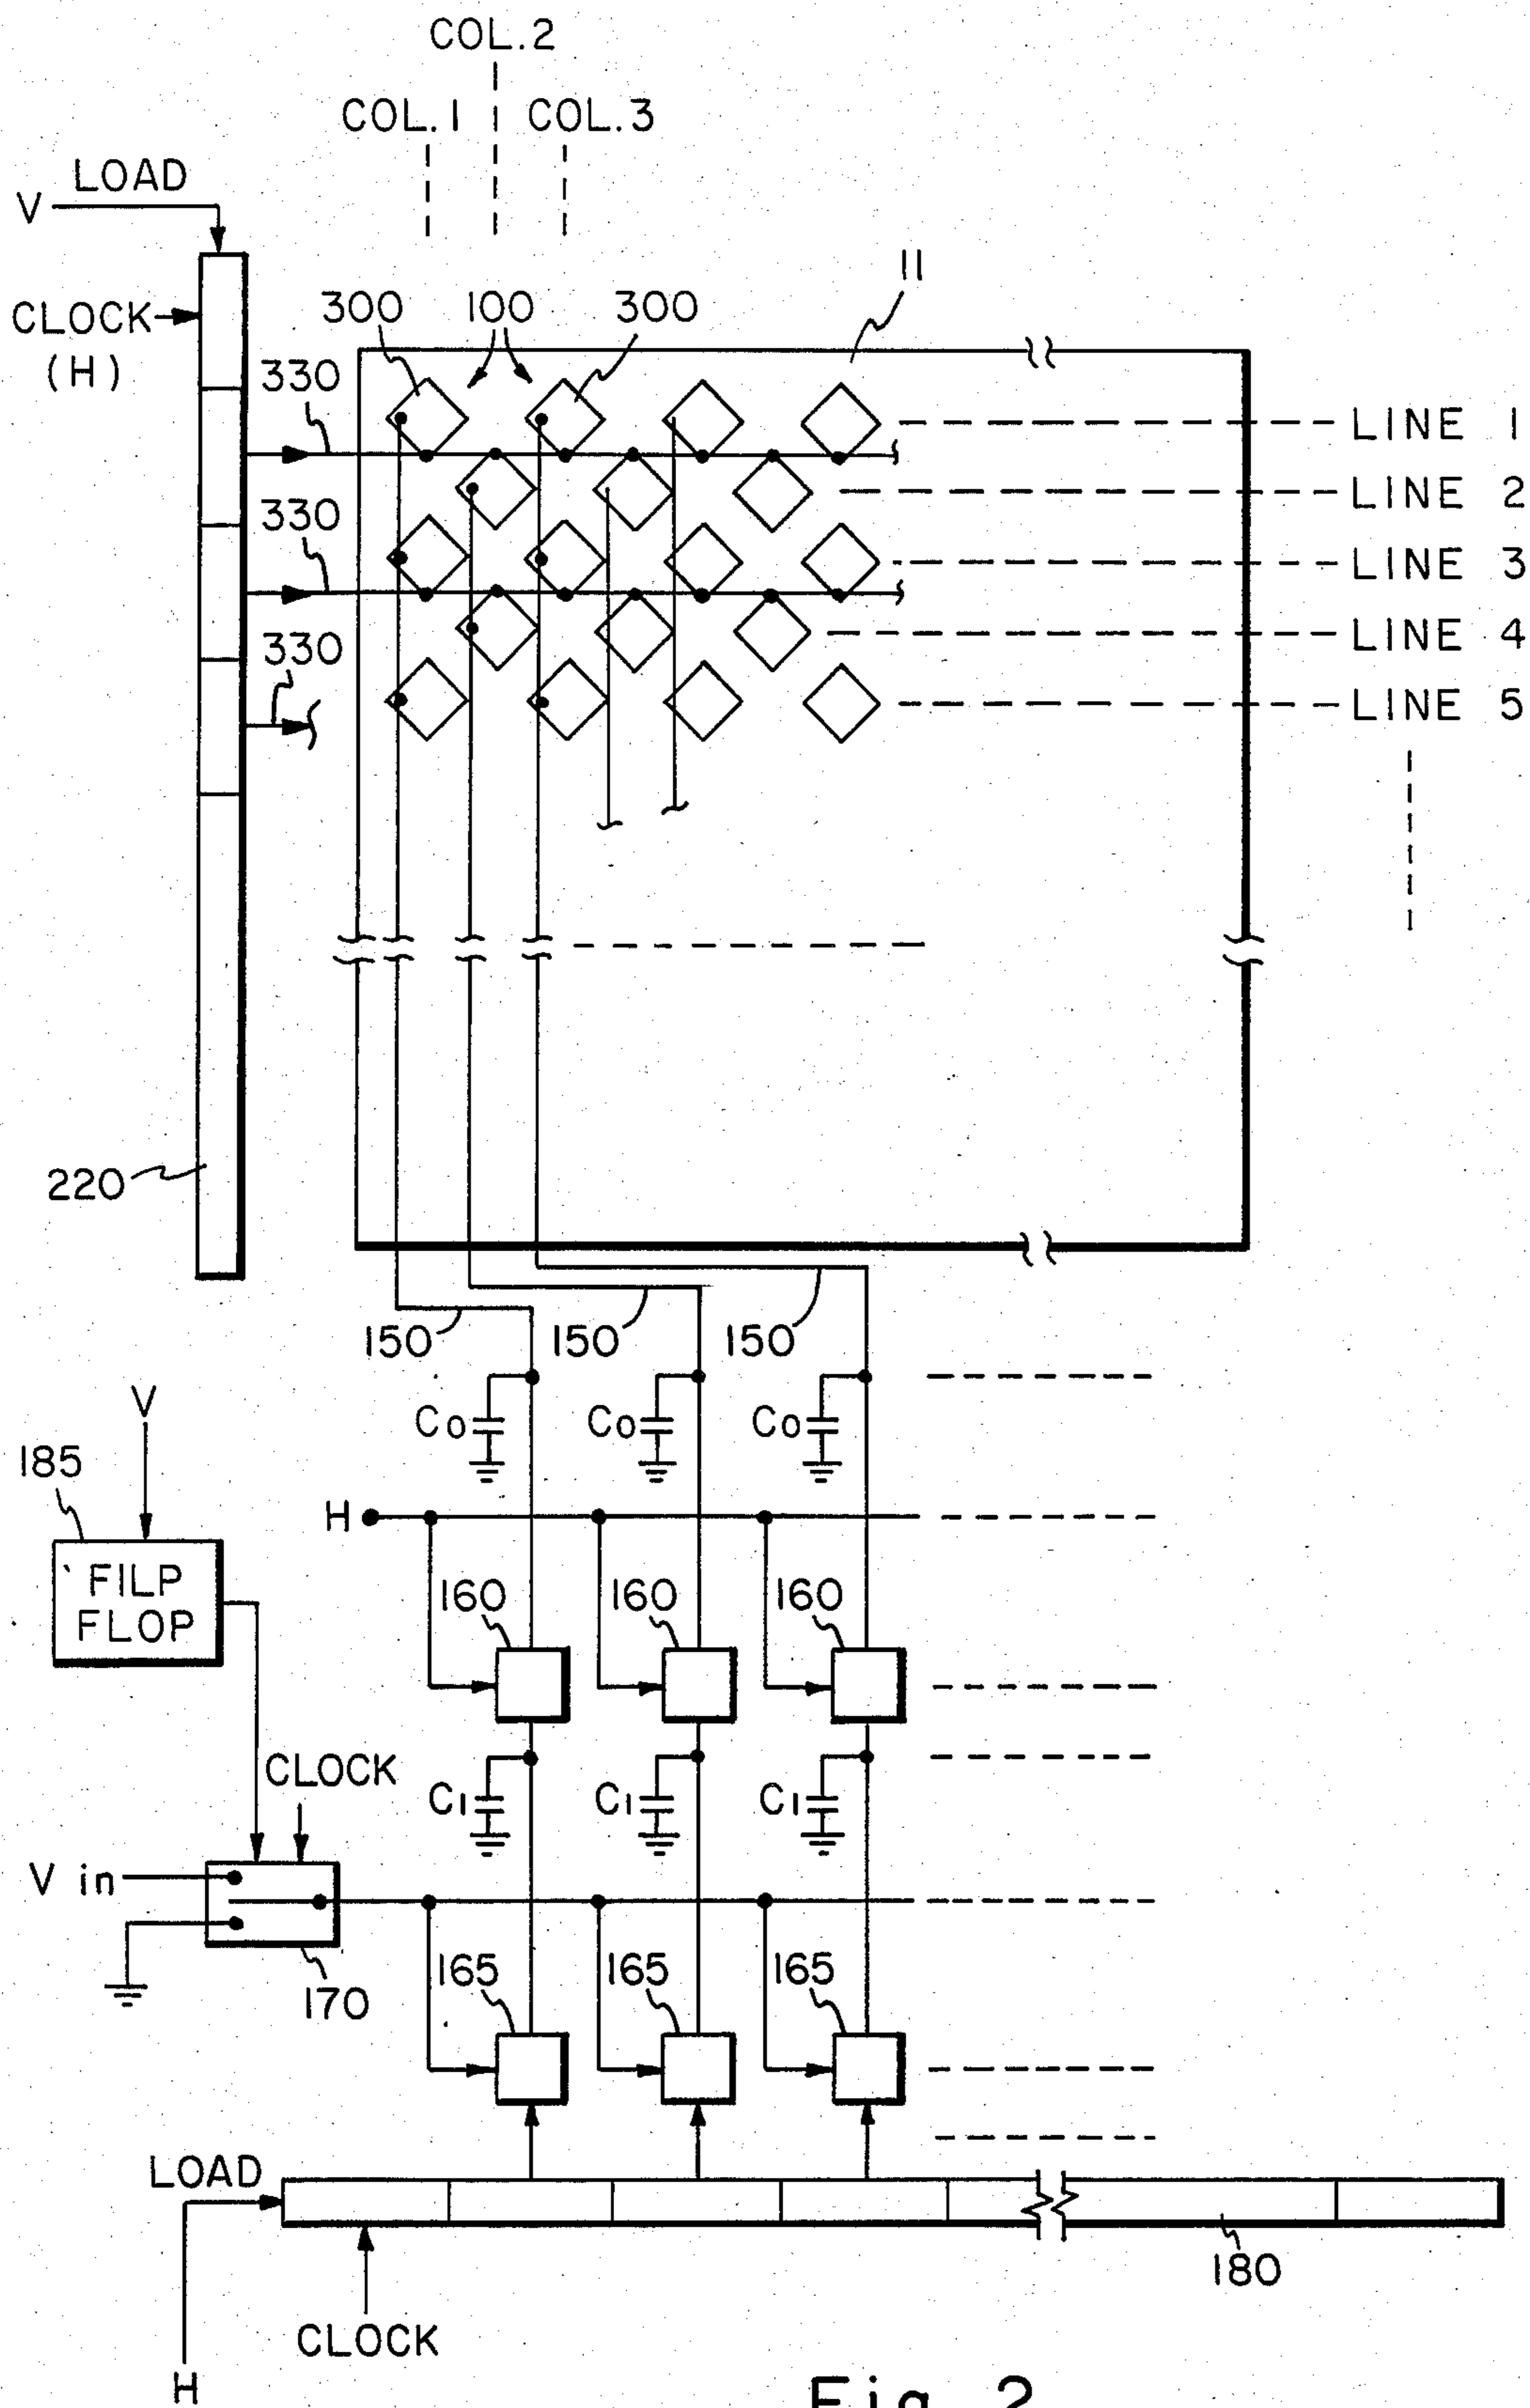 COL.2
COL.1 COL.3
LOAD
V
11
300 100 300
CLOCK
(H)
330
LINE 1
LINE 2
330
LINE 3
LINE 4
330
LINE 5
220
150 150 150
V
Co Co Co
185
H
FILP
FLOP
160 160 160
CLOCK
C1 C1 C1
V in
165 165 165
170
LOAD
180
CLOCK
H
Fig. 2